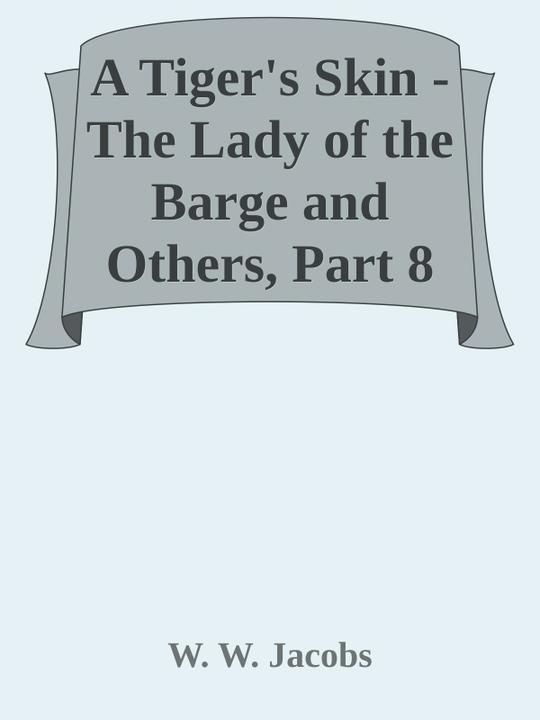 A Tiger's Skin -
The Lady of the
Barge and
Others, Part 8
W. W. Jacobs